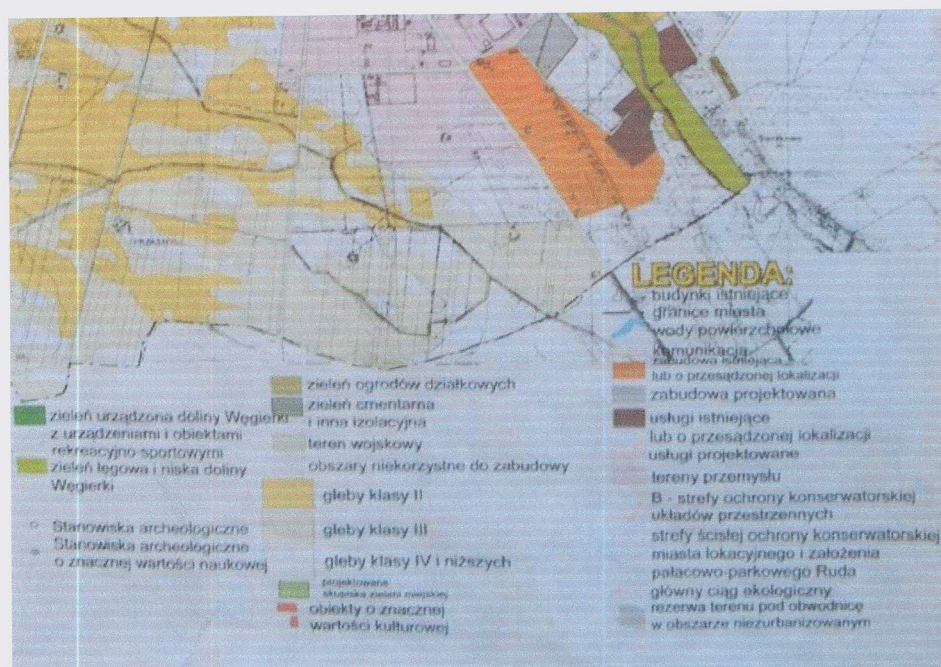 LEGENDA:
budynki istniejące
granice miasta
wody powierzchniowe
komunikacja
zabudowa istniejąca
lub o przesądzonej lokalizacji
zabudowa projektowana
usługi istniejące
lub o przesądzonej lokalizacji
usługi projektowane
tereny przemysłu
B - strefy ochrony konserwatorskiej
układów przestrzennych
strefy ścisłej ochrony konserwatorskiej
miasta lokacyjnego i założenia
pałacowo-parkowego Ruda
główny ciąg ekologiczny
rezerwa terenu pod obwodnicę
w obszarze niezurbanizowanym
zieleń ogrodów działkowych
zieleń cmentarna
i inna izolacyjna
teren wojskowy
obszary niekorzystne do zabudowy
gleby klasy II
gleby klasy III
gleby klasy IV i niższych
projektowane
skupiska zieleni miejskiej
obiekty o znacznej
wartości kulturowej
zieleń urządzona doliny Węgierki
z urządzeniami i obiektami
rekreacyjno-sportowymi
zieleń łęgowa i niska doliny
Węgierki
Stanowiska archeologiczne
Stanowiska archeologiczne
o znacznej wartości naukowej